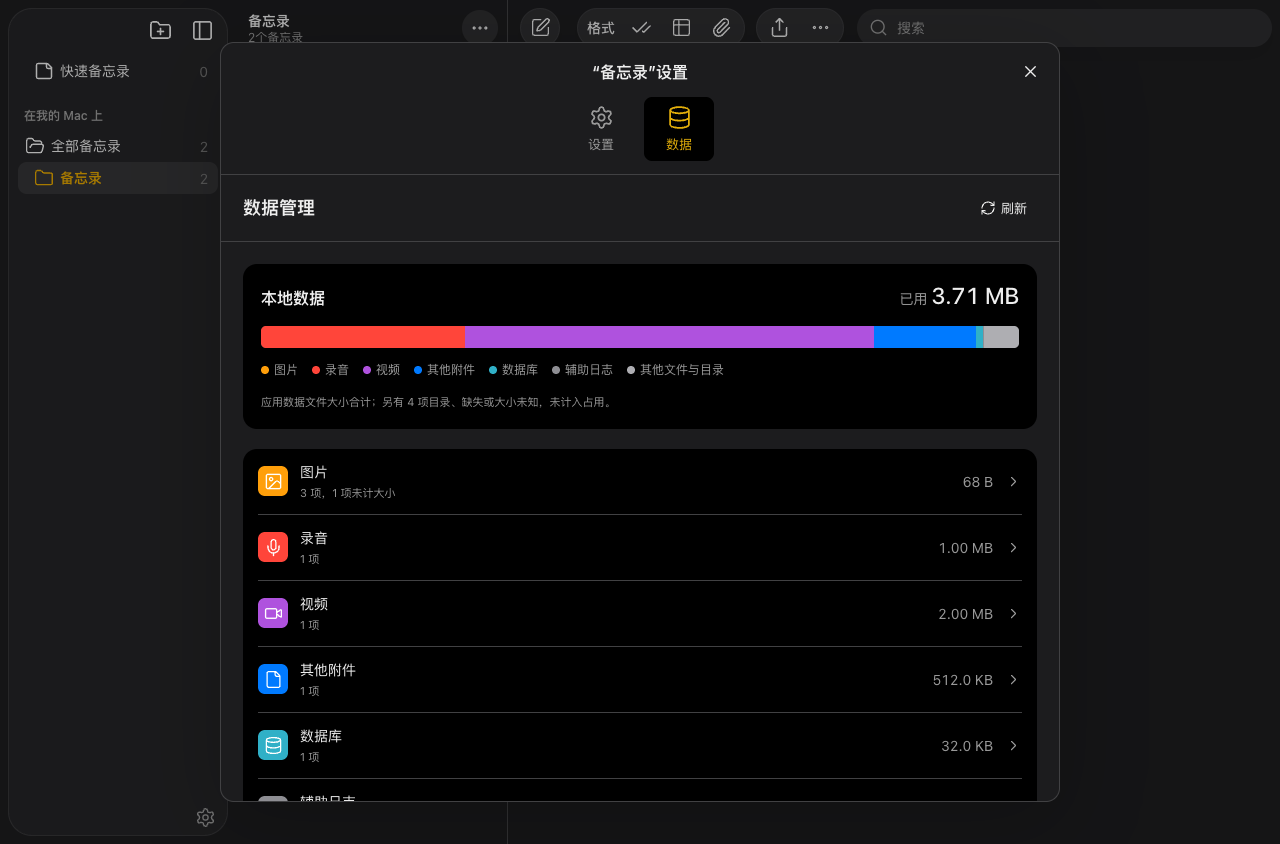 备忘录
2个备忘录
格式
搜索
快速备忘录 0
在我的 Mac 上
全部备忘录 2
备忘录 2
“备忘录”设置
设置
数据
数据管理
刷新
本地数据
已用 3.71 MB
图片 录音 视频 其他附件 数据库 辅助日志 其他文件与目录
应用数据文件大小合计；另有 4 项目录、缺失或大小未知，未计入占用。
图片
3 项，1 项未计大小
68 B
录音
1 项
1.00 MB
视频
1 项
2.00 MB
其他附件
1 项
512.0 KB
数据库
1 项
32.0 KB
辅助日志